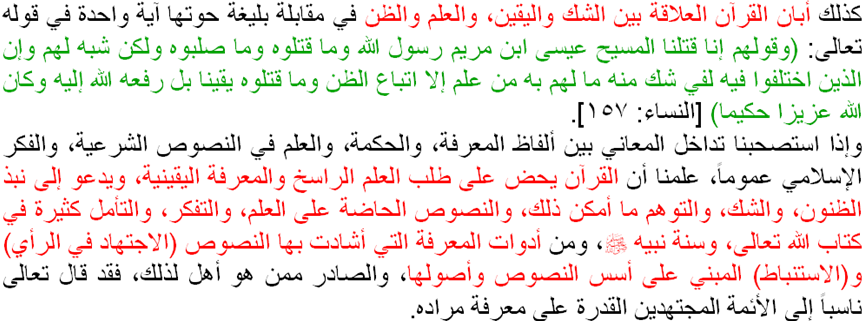 كذلك أبان القرآن العلاقة بين الشك واليقين، والعلم والظن في مقابلة بليغة حوتها آية واحدة في قوله
تعالى: (وقولهم إنا قتلنا المسيح عيسى ابن مريم رسول الله وما قتلوه وما صلبوه ولكن شبه لهم وإن
الذين اختلفوا فيه لفي شك منه ما لهم به من علم إلا اتباع الظن وما قتلوه يقينا بل رفعه الله إليه وكان
الله عزيزا حكيما) [النساء: ١٥٧].
وإذا استصحبنا تداخل المعاني بين ألفاظ المعرفة، والحكمة، والعلم في النصوص الشرعية، والفكر
الإسلامي عموماً، علمنا أن القرآن يحض على طلب العلم الراسخ والمعرفة اليقينية، ويدعو إلى نبذ
الظنون، والشك، والتوهم ما أمكن ذلك، والنصوص الحاضة على العلم، والتفكر، والتأمل كثيرة في
كتاب الله تعالى، وسنة نبيه ﷺ، ومن أدوات المعرفة التي أشادت بها النصوص (الاجتهاد في الرأي)
و(الاستنباط) المبني على أسس النصوص وأصولها، والصادر ممن هو أهل لذلك، فقد قال تعالى
ناسباً إلى الأئمة المجتهدين القدرة على معرفة مراده.